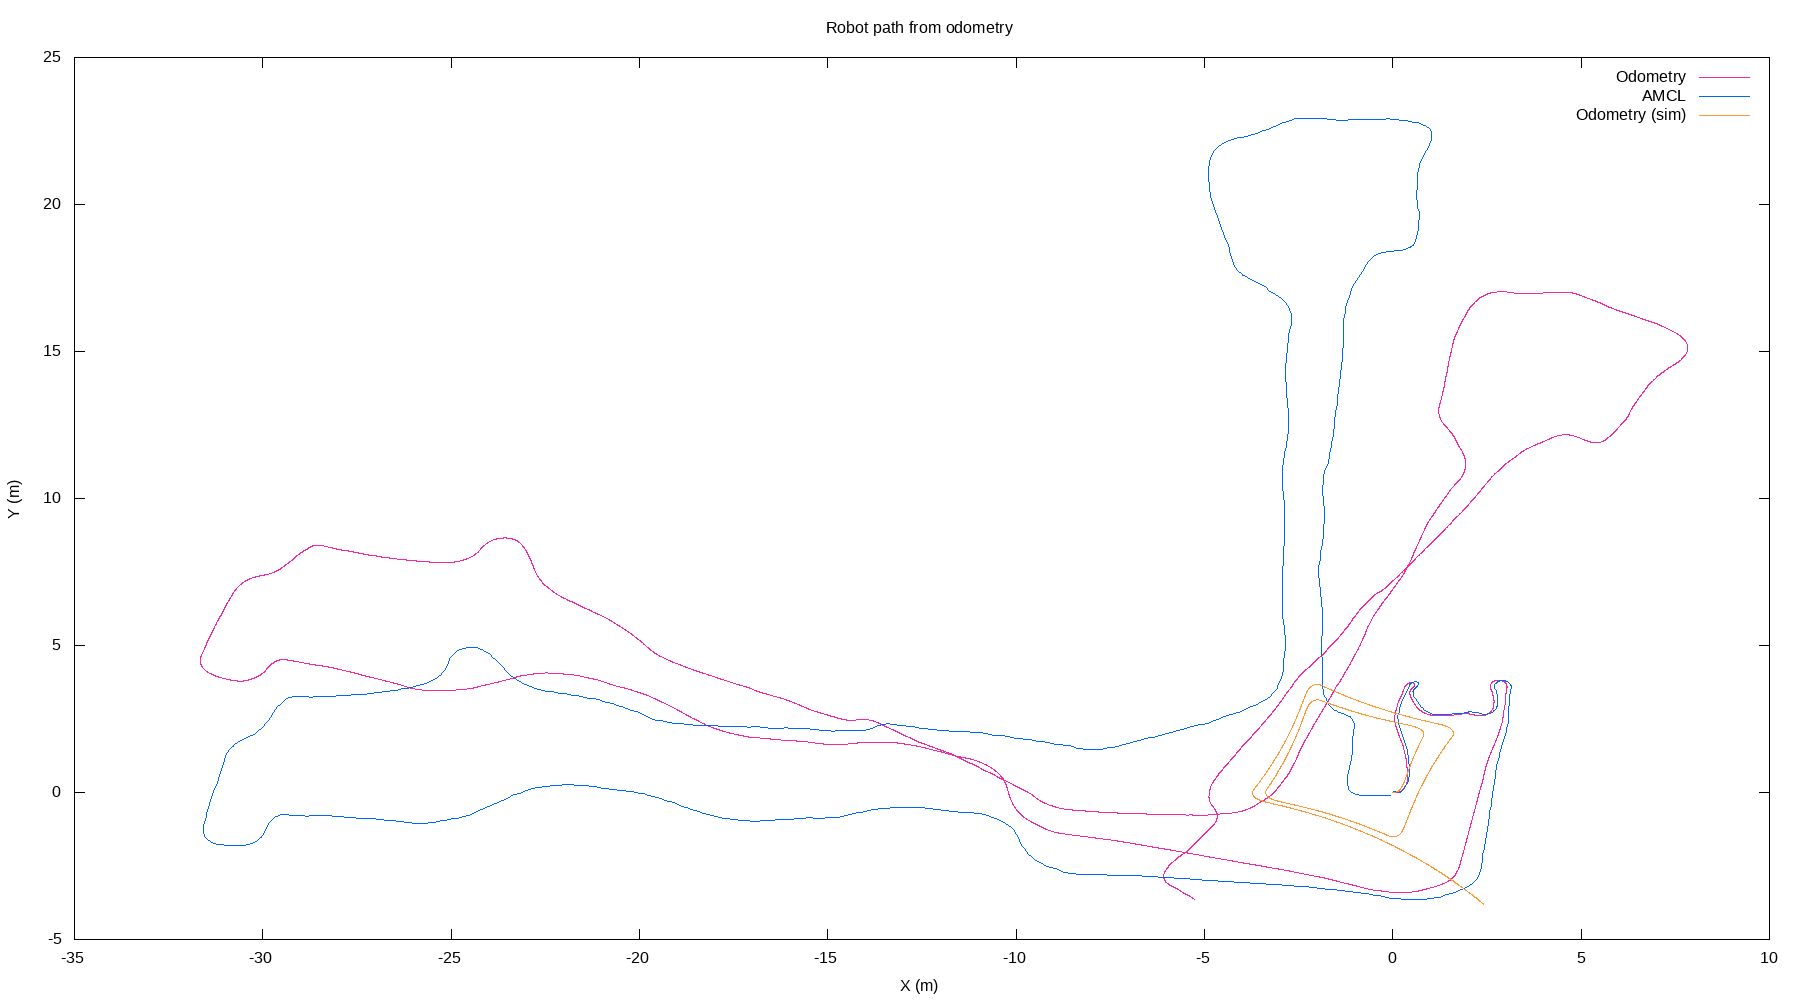 Robot path from odometry
25
20
15
10
5
0
-5
Y (m)
Odometry
AMCL
Odometry (sim)
-35 -30 -25 -20 -15 -10 -5 0 5 10
X (m)